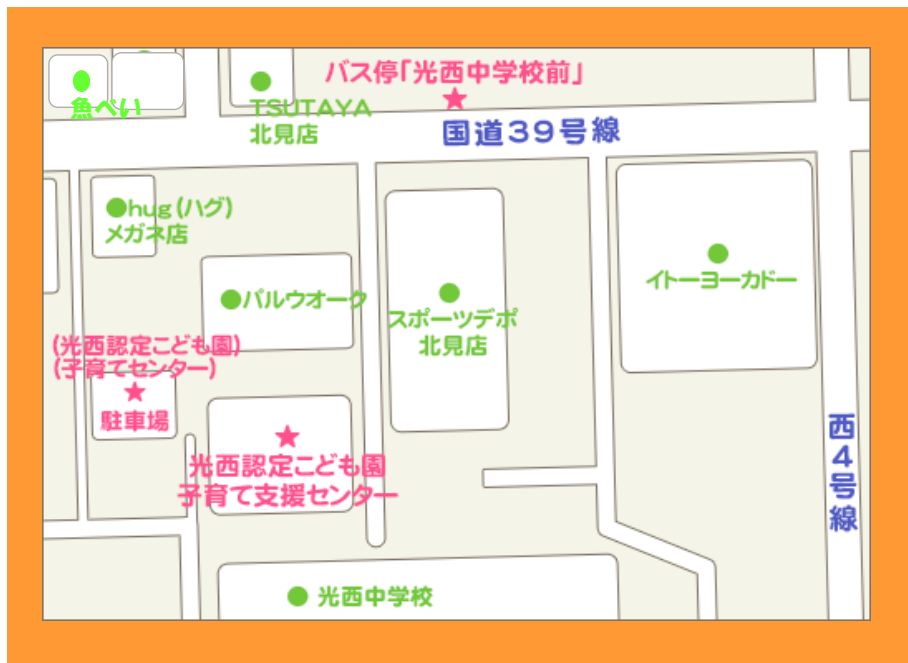 バス停「光西中学校前」
魚べい
TSUTAYA
北見店
国道39号線
hug(ハグ)
メガネ店
パルウオーク
イトーヨーカドー
スポーツデポ
北見店
(光西認定こども園)
(子育てセンター)
駐車場
西4号線
光西認定こども園
子育て支援センター
光西中学校